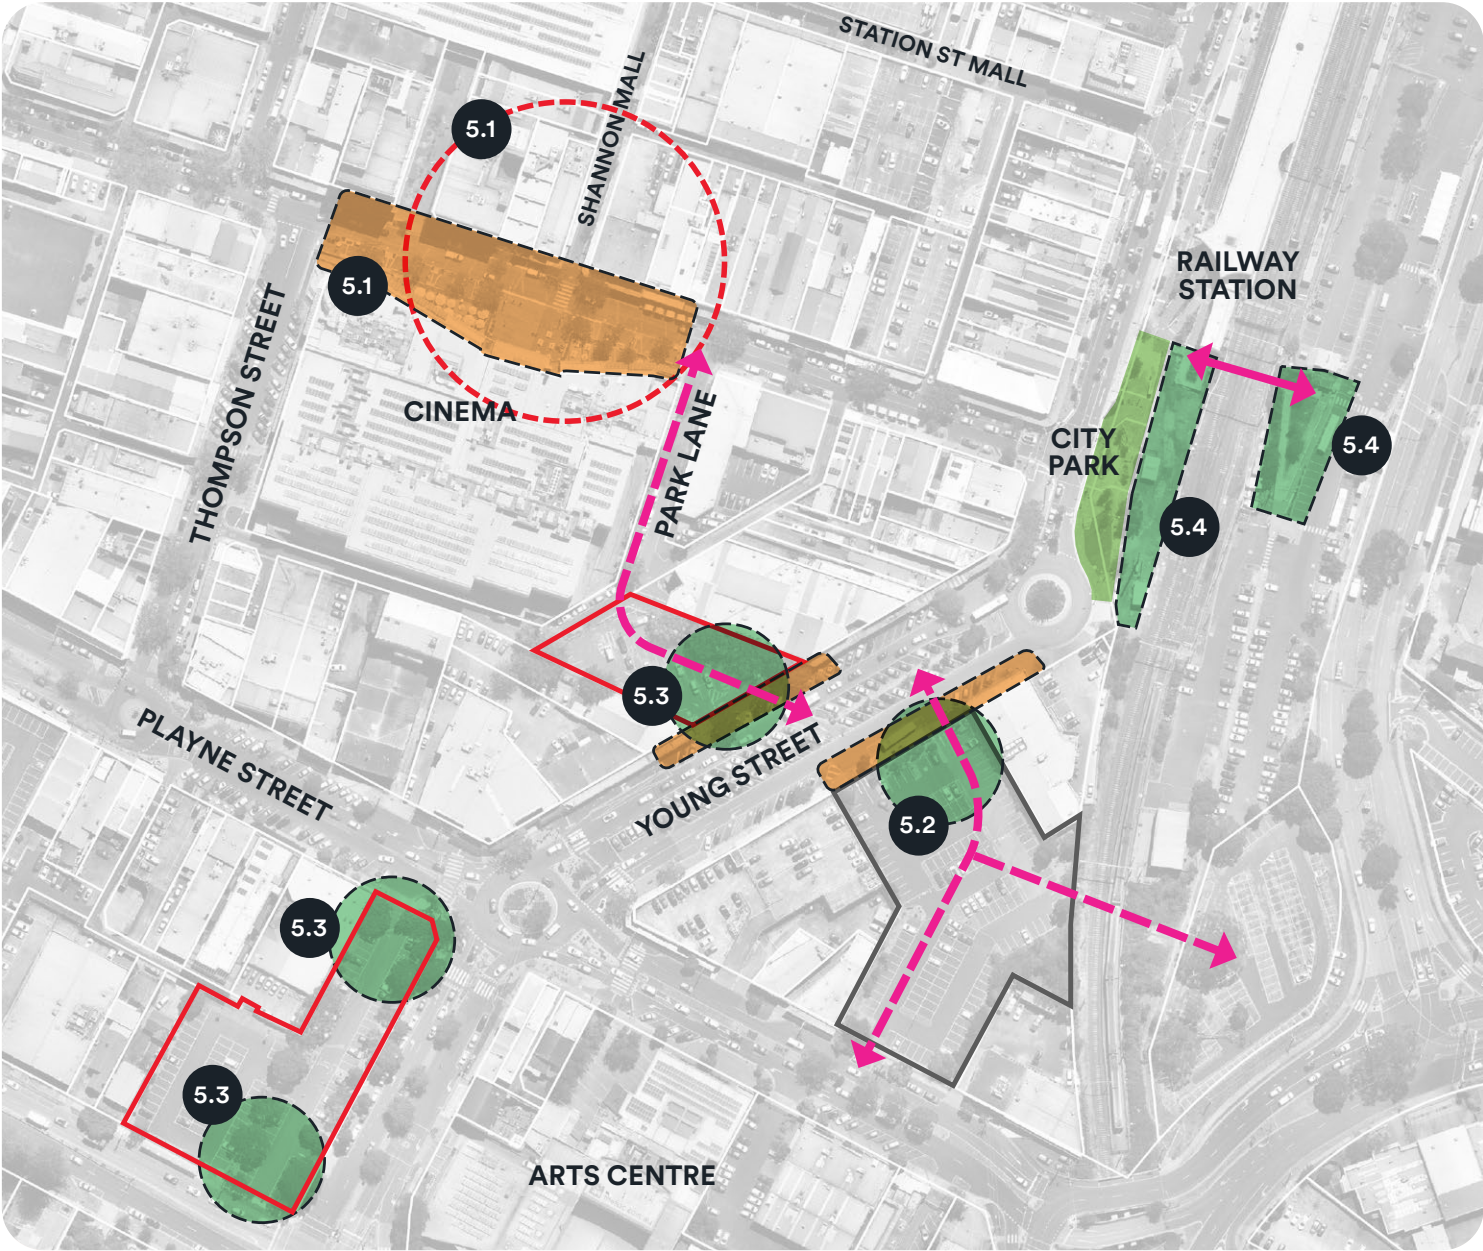 STATION ST MALL
SHANNON MALL
5.1
5.1
RAILWAY
STATION
THOMPSON STREET
CINEMA
PARK LANE
CITY
PARK
5.4
5.4
5.3
PLAYNE STREET
YOUNG STREET
5.2
5.3
5.3
ARTS CENTRE